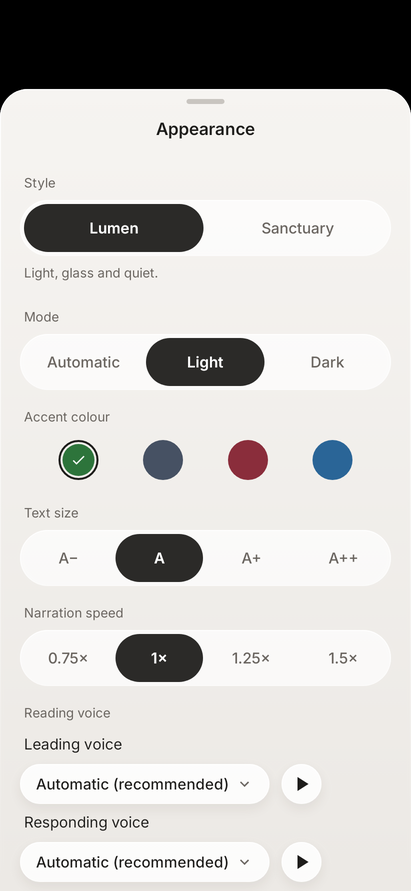 Appearance
Style
Lumen Sanctuary
Light, glass and quiet.
Mode
Automatic Light Dark
Accent colour
Text size
A− A A+ A++
Narration speed
0.75× 1× 1.25× 1.5×
Reading voice
Leading voice
Automatic (recommended)
Responding voice
Automatic (recommended)